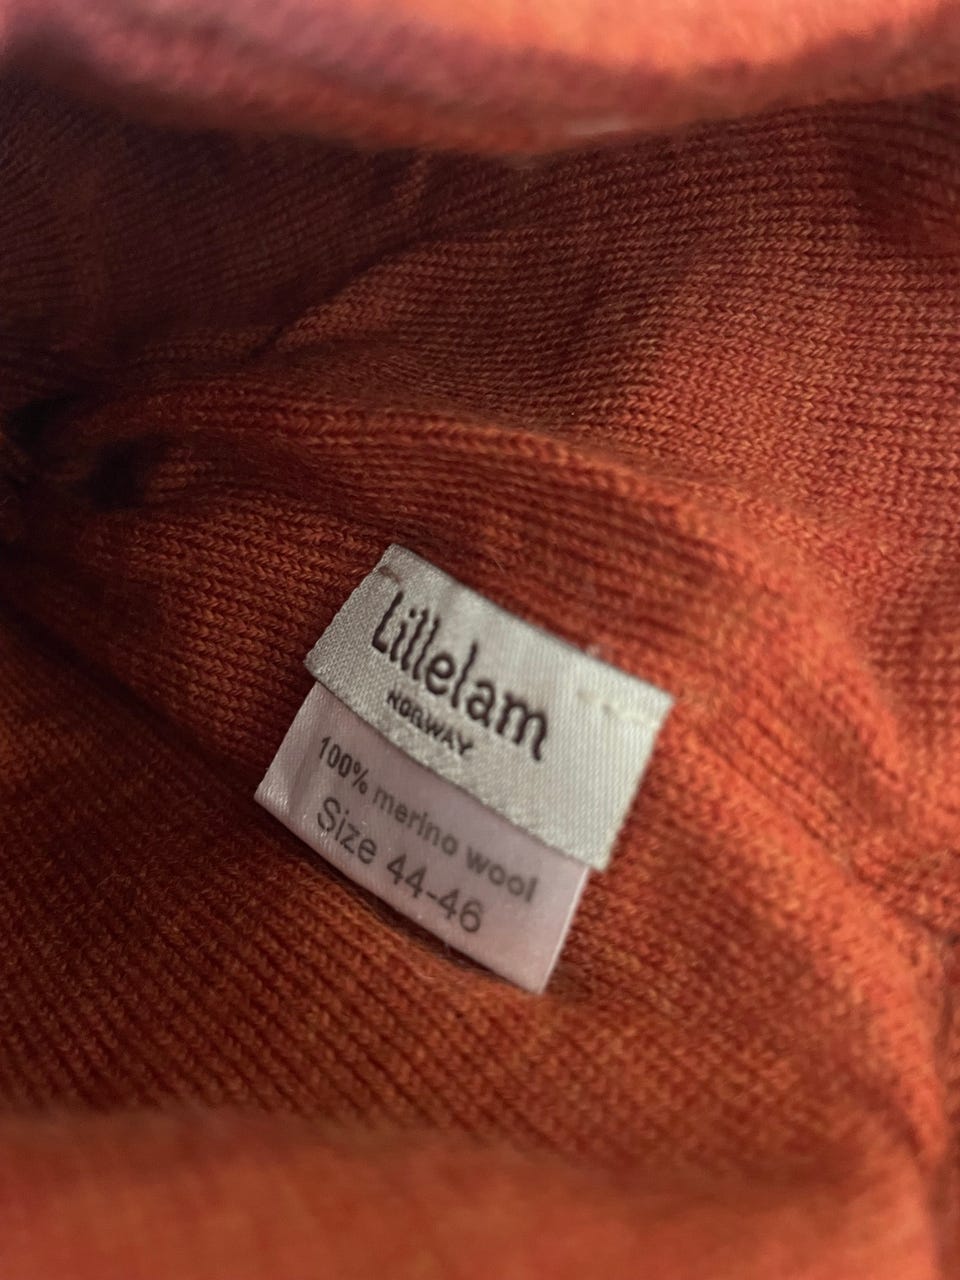 Lillelam
NORWAY
100% merino wool
Size 44-46